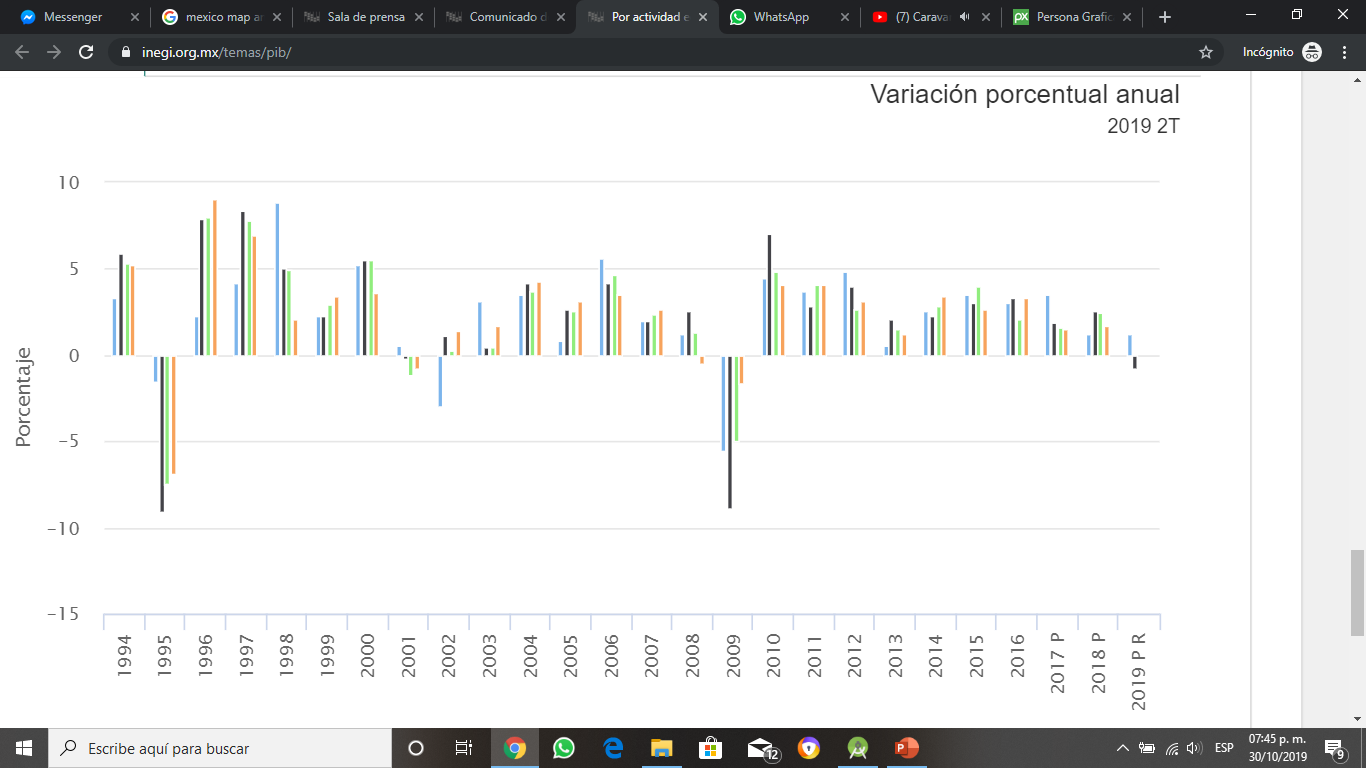 Messenger
mexico map a
Sala de prensa
Comunicado d
Por actividad e
WhatsApp
(7) Carava
px
Persona Grafic
inegi.org.mx/temas/pib/
Incógnito
Variación porcentual anual
2019 2T
Porcentaje
10
5
0
−5
−10
−15
1994
1995
1996
1997
1998
1999
2000
2001
2002
2003
2004
2005
2006
2007
2008
2009
2010
2011
2012
2013
2014
2015
2016
2017 P
2018 P
2019 P R
Escribe aquí para buscar
12
ESP
07:45 p. m.
30/10/2019
9